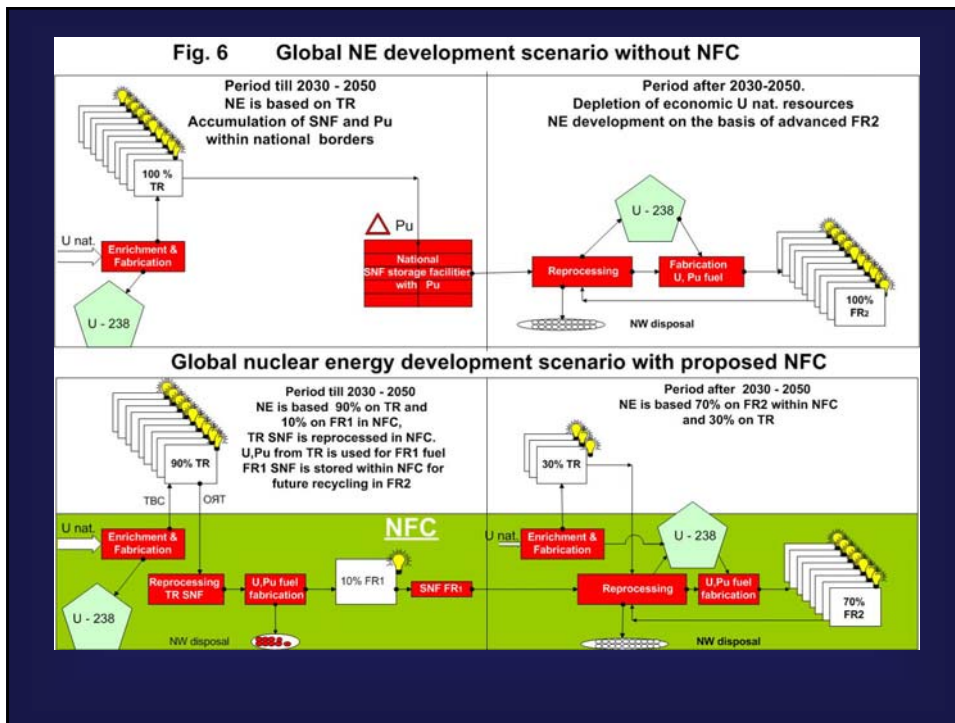 Fig. 6 Global NE development scenario without NFC
Period till 2030 - 2050
NE is based on TR
Accumulation of SNF and Pu
within national borders
100 %
TR
U nat.
Enrichment &
Fabrication
U - 238
Pu
National
SNF storage facilitier
with Pu
Period after 2030-2050.
Depletion of economic U nat. resources
NE development on the basis of advanced FR2
U - 238
Reprocessing
Fabrication
U, Pu fuel
100%
FR2
NW disposal
Global nuclear energy development scenario with proposed NFC
Period till 2030 - 2050
NE is based 90% on TR and
10% on FR1 in NFC,
TR SNF is reprocessed in NFC.
U,Pu from TR is used for FR1 fuel
FR1 SNF is stored within NFC for
future recycling in FR2
90% TR
ТВС
ОЯТ
U nat.
Enrichment &
Fabrication
NFC
Reprocessing
TR SNF
U,Pu fuel
fabrication
10% FR1
SNF FR1
U - 238
NW disposal
Period after 2030 - 2050
NE is based 70% on FR2 within NFC
and 30% on TR
30% TR
U nat.
Enrichment &
Fabrication
U - 238
Reprocessing
U,Pu fuel
fabrication
70%
FR2
NW disposal